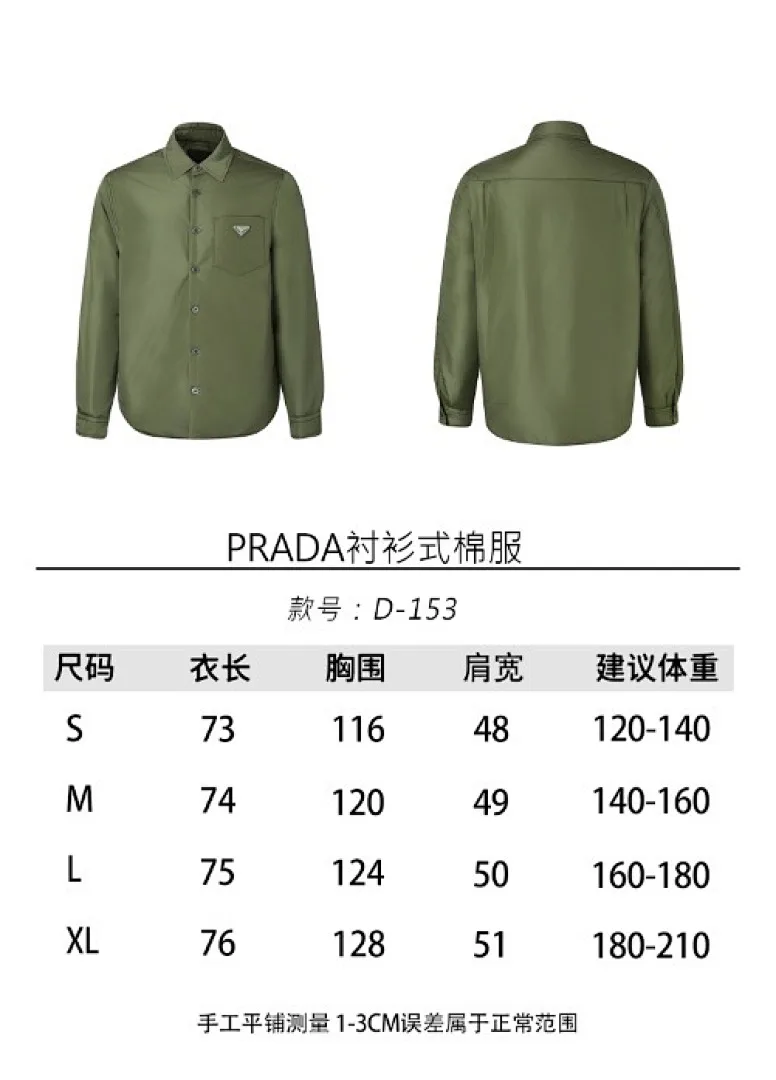 PRADA衬衫式棉服
款号：D-153
尺码 衣长 胸围 肩宽 建议体重
S 73 116 48 120-140
M 74 120 49 140-160
L 75 124 50 160-180
XL 76 128 51 180-210
手工平铺测量 1-3CM误差属于正常范围